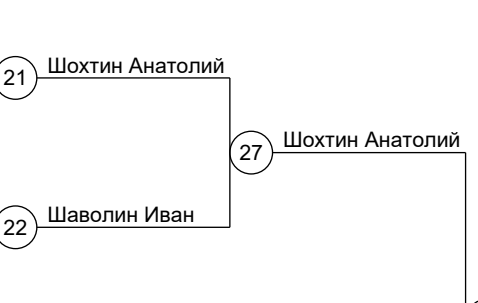 21 Шохтин Анатолий
27 Шохтин Анатолий
22 Шаволин Иван